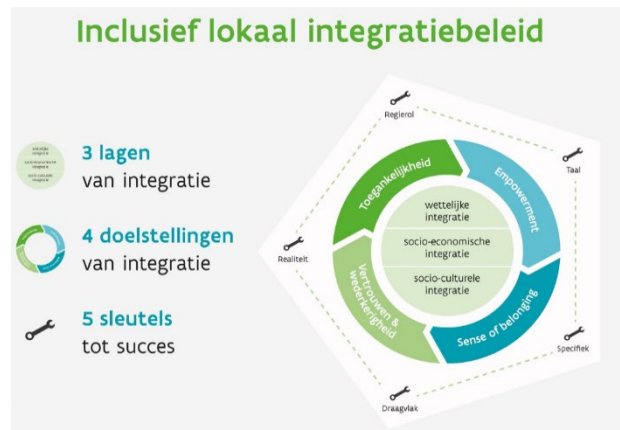 Inclusief lokaal integratiebeleid
3 lagen
van integratie
4 doelstellingen
van integratie
5 sleutels
tot succes
Regierol
Taal
Specifiek
Draagvlak
Realiteit
Toegankelijkheid
Empowerment
Sense of belonging
Vertrouwen &
wederkerigheid
wettelijke
integratie
socio-economische
integratie
socio-culturele
integratie